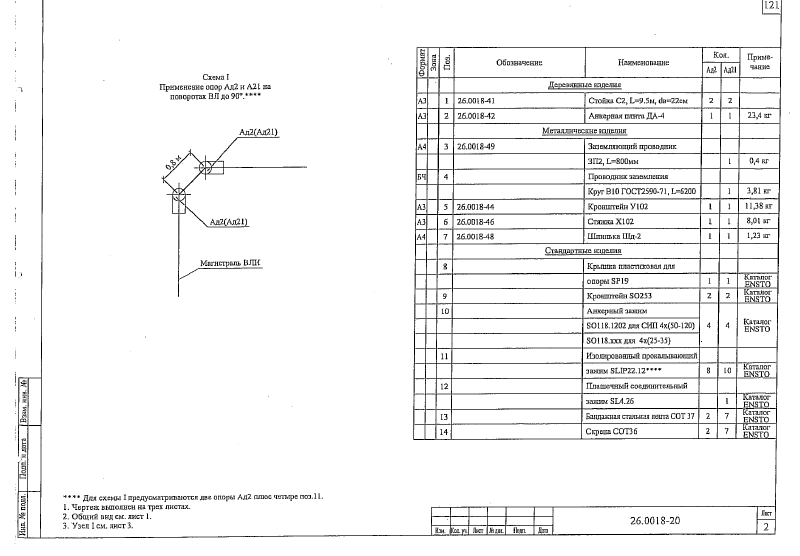 121
Схема I
Применение опор Ад2 и А21 на
поворотах ВЛ до 90°.****
Ад2(Ад21)
0,8 м
Ад2(Ад21)
Магистраль ВЛИ
Формат Зона Поз. Обозначение Наименование Кол. Приме-
Ад2 Ад21 чание
Деревянные изделия
А3 1 26.0018-41 Стойка С2, L=9.5м, dв=22см 2 2
А3 2 26.0018-42 Анкерная плита ДА-4 1 1 23,4 кг
Металлические изделия
А4 3 26.0018-49 Заземляющий проводник
ЗП2, L=800мм 1 0,4 кг
БЧ 4 Проводник заземления
Круг В10 ГОСТ2590-71, L=6200 1 3,81 кг
А3 5 26.0018-44 Кронштейн У102 1 1 11,38 кг
А3 6 26.0018-46 Стяжка Х102 1 1 8,01 кг
А4 7 26.0018-48 Шпилька Шд-2 1 1 1,23 кг
Стандартные изделия
8 Крышка пластиковая для
опоры SP19 1 1 Каталог ENSTO
9 Кронштейн SO253 2 2 Каталог ENSTO
10 Анкерный зажим
SO118.1202 для СИП 4х(50-120) 4 4 Каталог ENSTO
SO118.xxx для 4х(25-35)
11 Изолированный прокалывающий
зажим SLIP22.12**** 8 10 Каталог ENSTO
12 Плашечный соединительный
зажим SL4.26 1 Каталог ENSTO
13 Бандажная стальная лента СОТ 37 2 7 Каталог ENSTO
14 Скрепа СОТ36 2 7 Каталог ENSTO
**** Для схемы I предусматриваются две опоры Ад2 плюс четыре поз.11.
1. Чертеж выполнен на трех листах.
2. Общий вид см. лист 1.
3. Узел I см. лист 3.
Взам. инв. №
Подп. и дата
Инв. № подл.
Изм. Кол. уч. Лист № док. Подп. Дата
26.0018-20
Лист
2